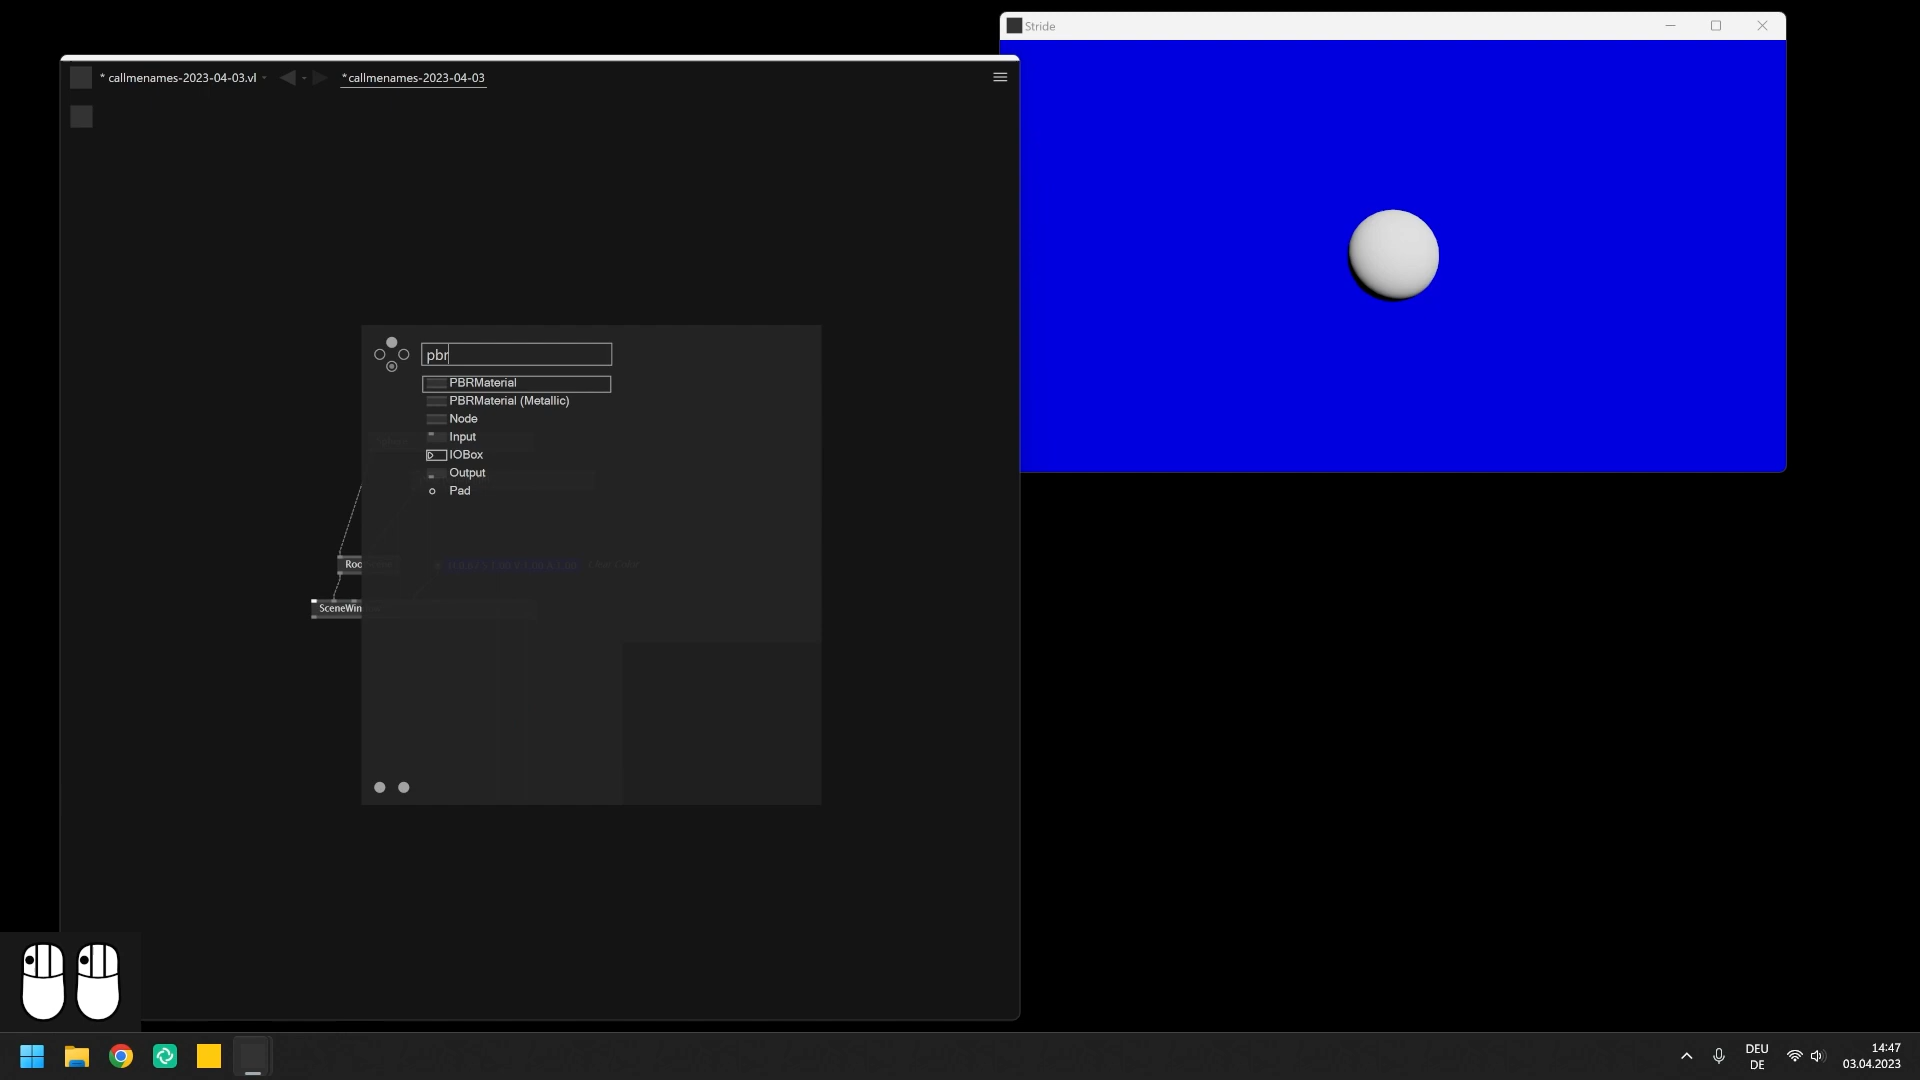 Stride
* callmenames-2023-04-03.vl
*callmenames-2023-04-03
pbr
PBRMaterial
PBRMaterial (Metallic)
Node
Input
IOBox
Output
Pad
Roo
SceneWin
DEU
DE
14:47
03.04.2023